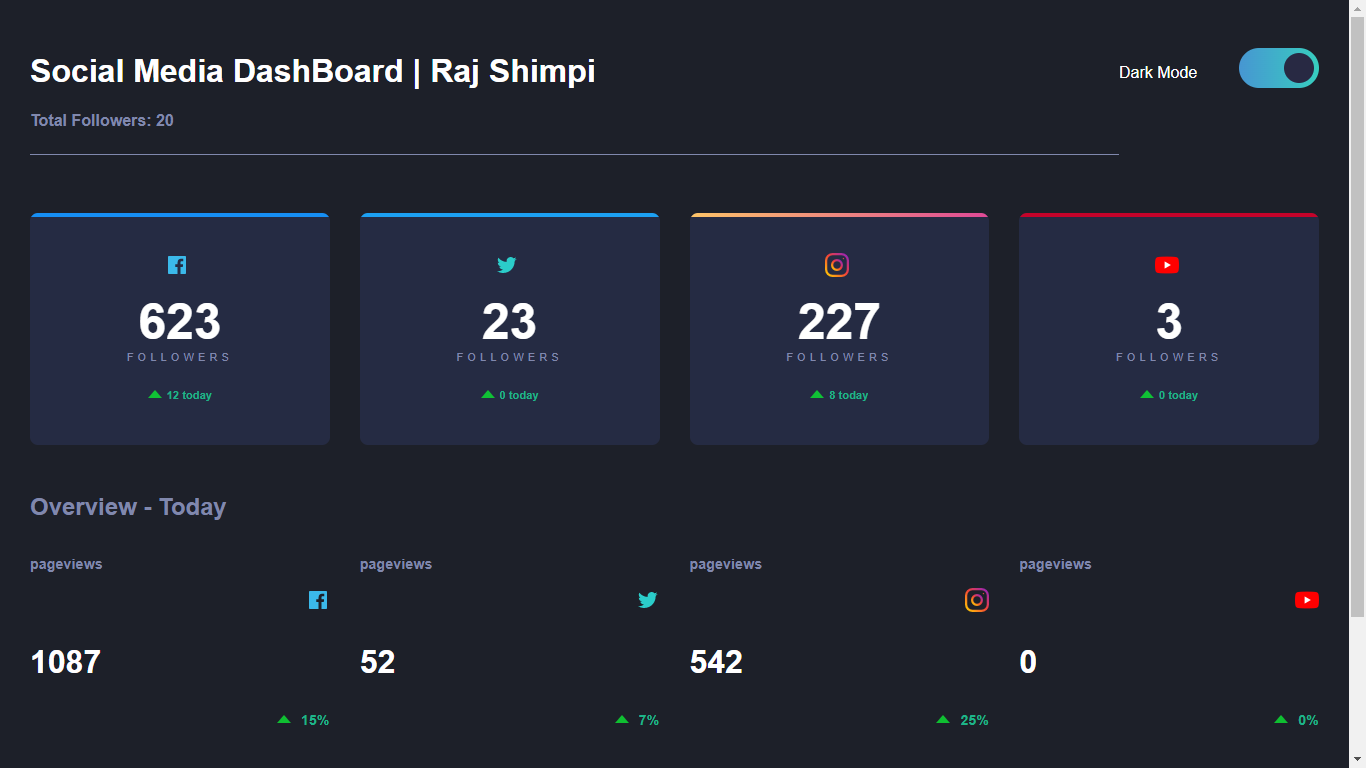 Social Media DashBoard | Raj Shimpi
Dark Mode
Total Followers: 20
623
FOLLOWERS
12 today
23
FOLLOWERS
0 today
227
FOLLOWERS
8 today
3
FOLLOWERS
0 today
Overview - Today
pageviews
1087
15%
pageviews
52
7%
pageviews
542
25%
pageviews
0
0%